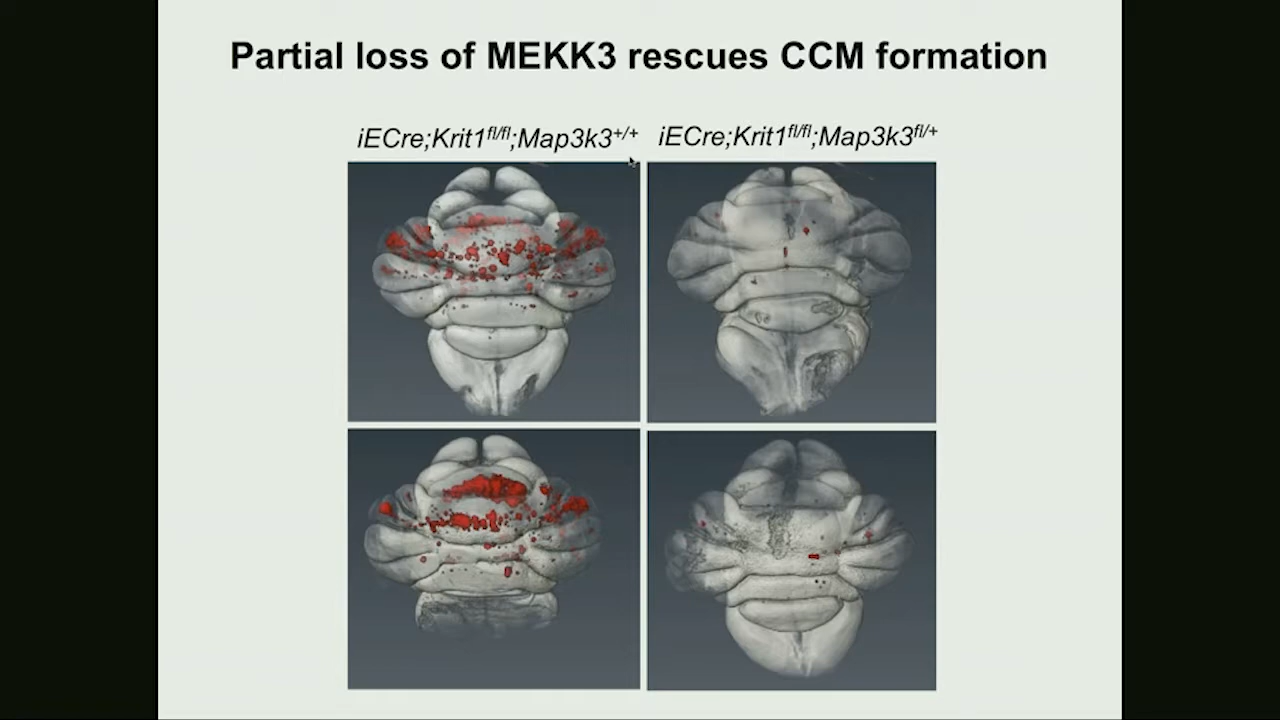 Partial loss of MEKK3 rescues CCM formation
iECre;Krit1fl/fl;Map3k3+/+
iECre;Krit1fl/fl;Map3k3fl/+